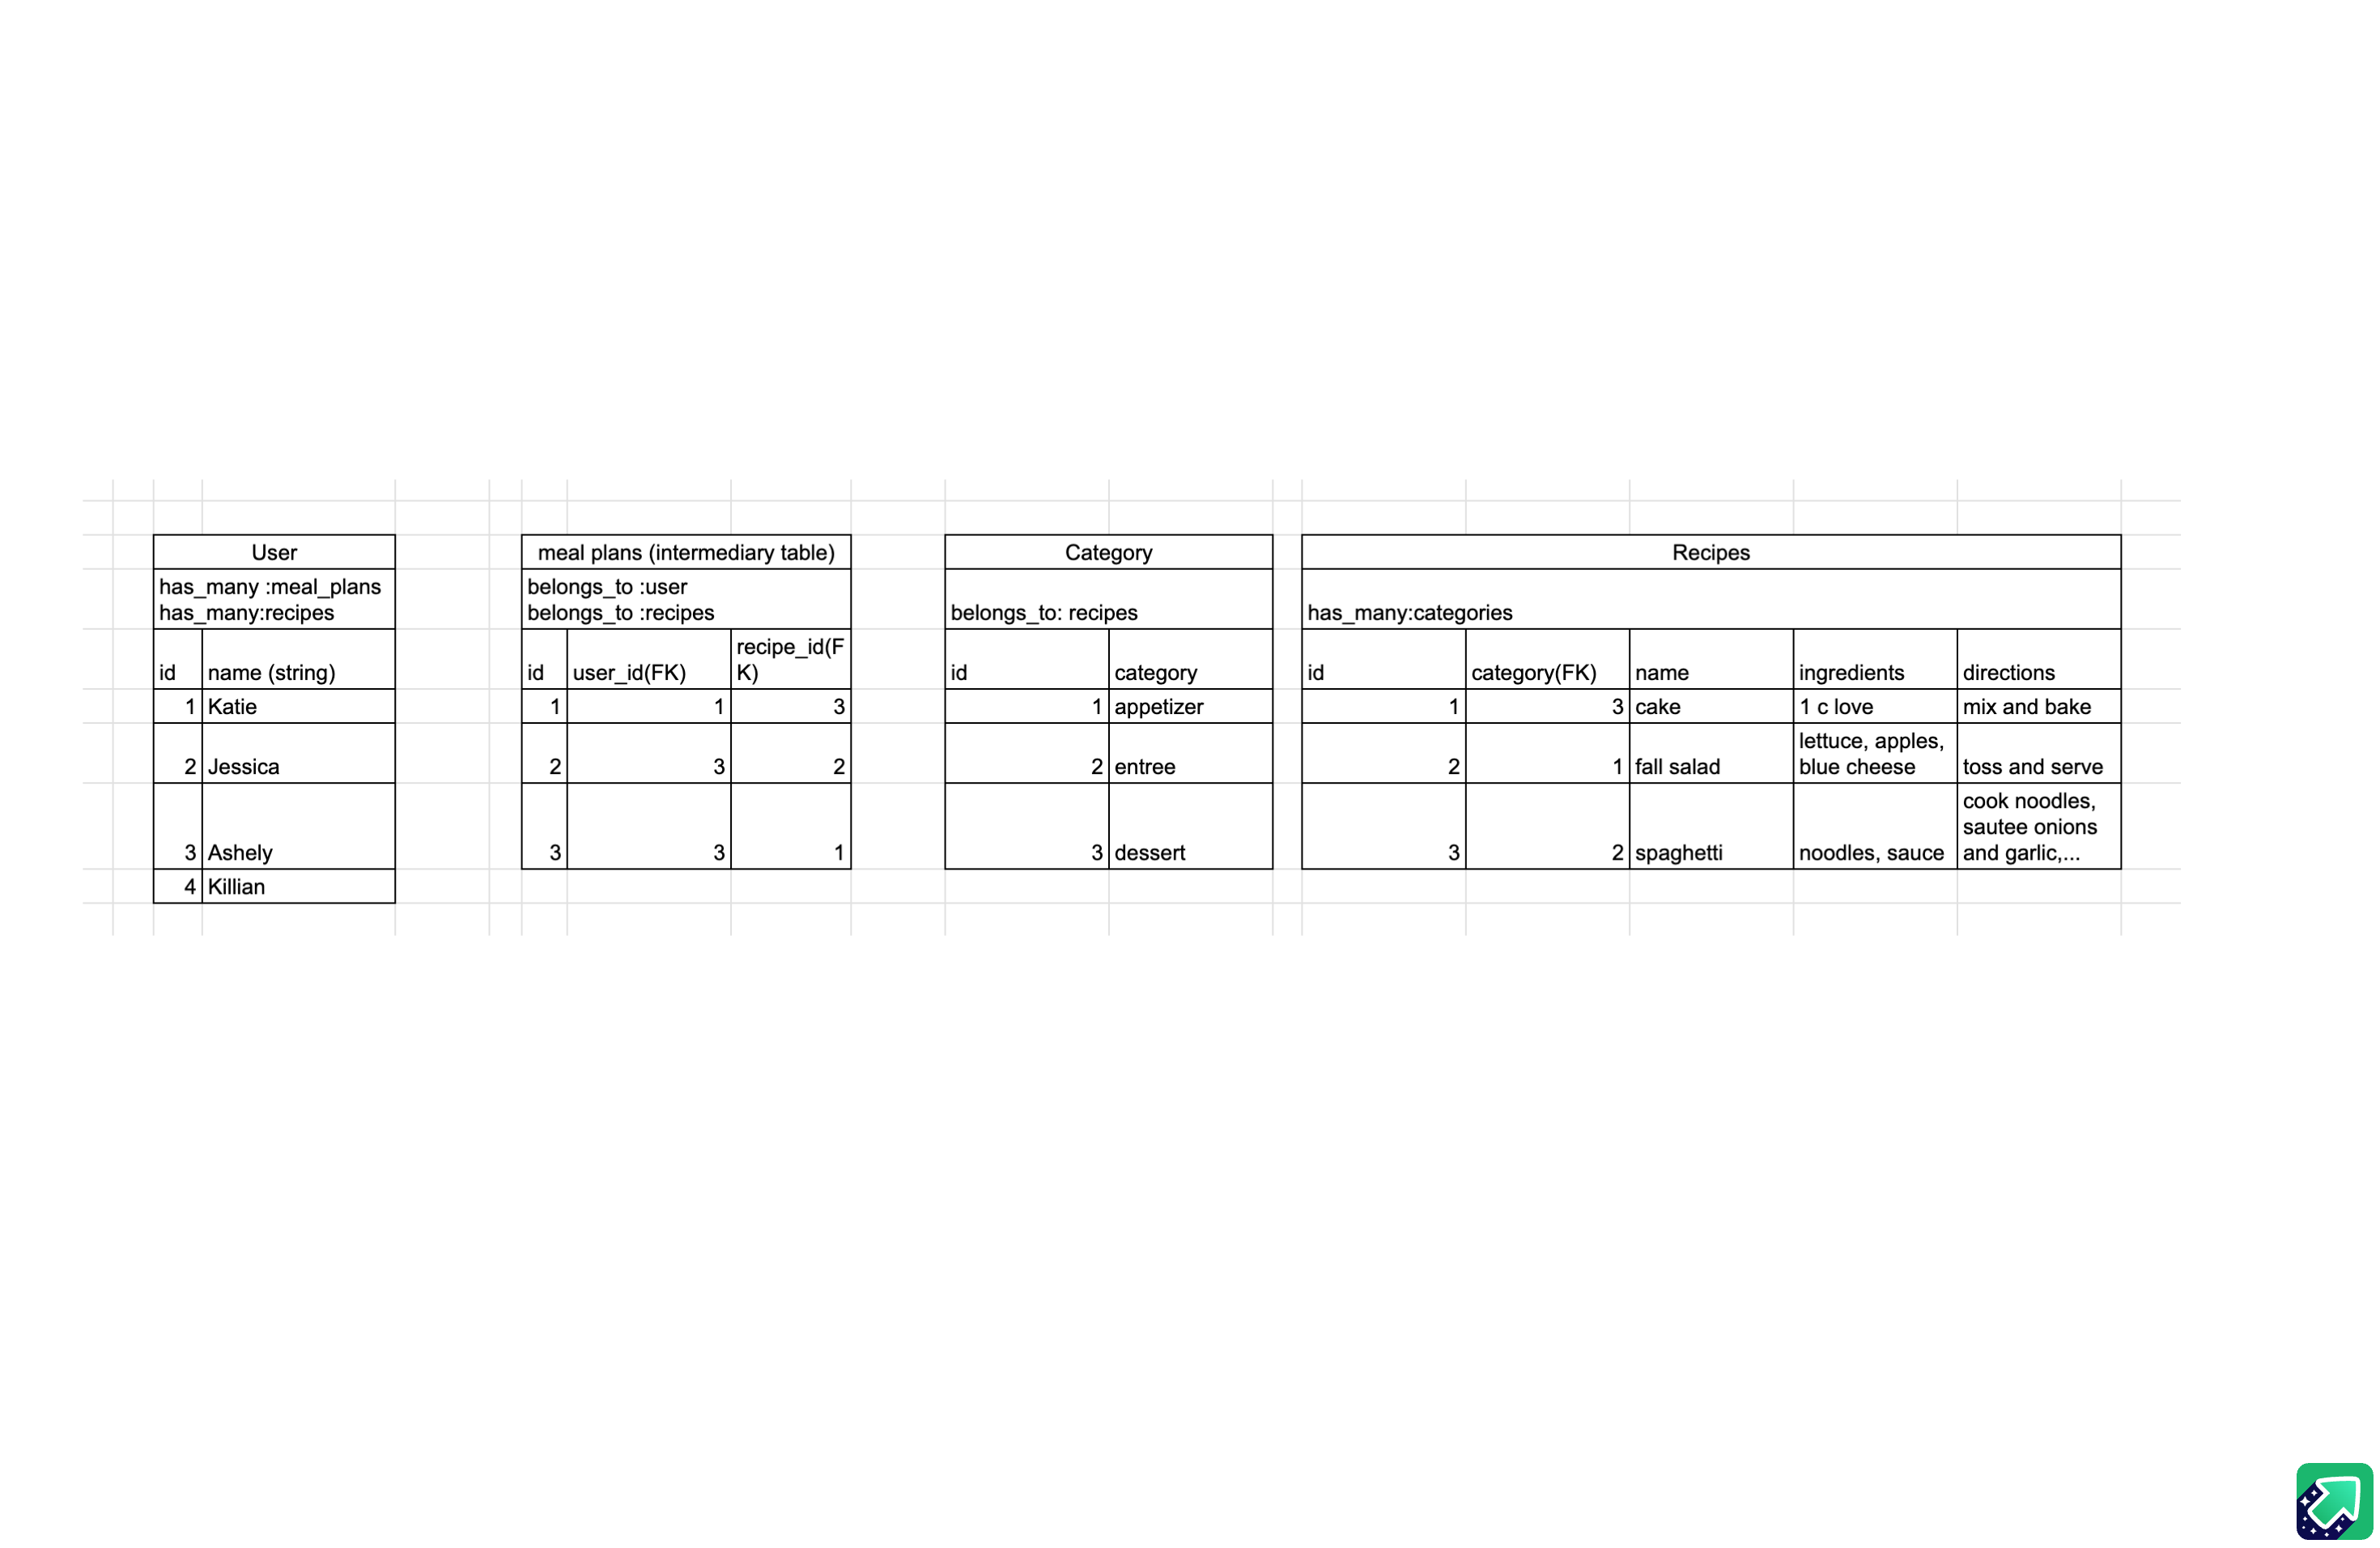 User
has_many :meal_plans
has_many:recipes
id name (string)
1 Katie
2 Jessica
3 Ashely
4 Killian
meal plans (intermediary table)
belongs_to :user
belongs_to :recipes
id user_id(FK) recipe_id(F
K)
1 1 3
2 3 2
3 3 1
Category
belongs_to: recipes
id category
1 appetizer
2 entree
3 dessert
Recipes
has_many:categories
id category(FK) name ingredients directions
1 3 cake 1 c love mix and bake
2 1 fall salad lettuce, apples,
blue cheese toss and serve
3 2 spaghetti noodles, sauce cook noodles,
sautee onions
and garlic,...